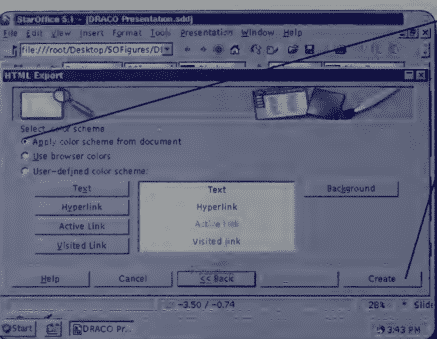 StarOffice 5.1 - [DRACO Presentation.sdd]
File Edit View Insert Format Tools Presentation Window Help
file:///root/Desktop/SOFigures/D
HTML Export
Select color scheme
Apply color scheme from document
Use browser colors
User-defined color scheme:
Text Text Background
Hyperlink Hyperlink
Active Link Active Link
Visited Link Visited link
Help Cancel << Back Create
-3.50 / -0.74 28% * Slid
Start DRACO Pr... 3:43 PM